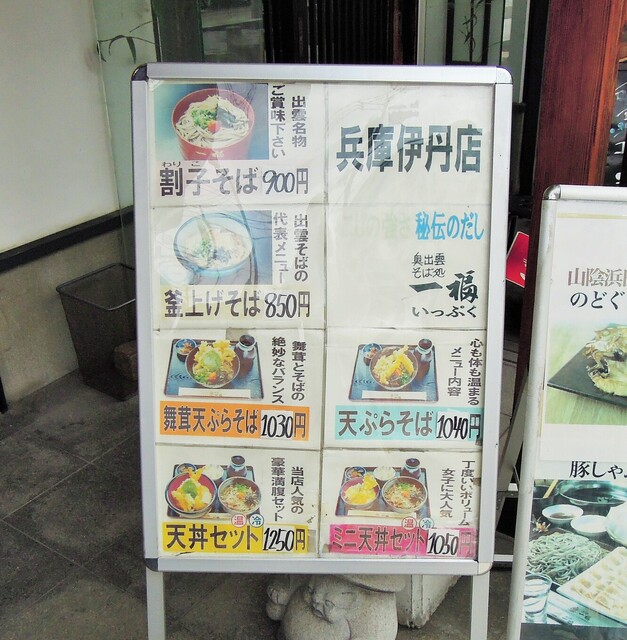 出雲名物
ご賞味下さい
わりご
割子そば900円
兵庫伊丹店
秘伝のだし
奥出雲
そば処
一福
いっぷく
出雲そばの
代表メニュー
釜上げそば850円
舞茸とそばの
絶妙なバランス
舞茸天ぷらそば1030円
心も体も温まる
メニュー内容
天ぷらそば1040円
当店人気の
豪華満腹セット
温 冷
天丼セット1250円
丁度いいボリューム
女子に大人気
温 冷
ミニ天丼セット1050円
山陰浜
のどぐ
豚しゃ